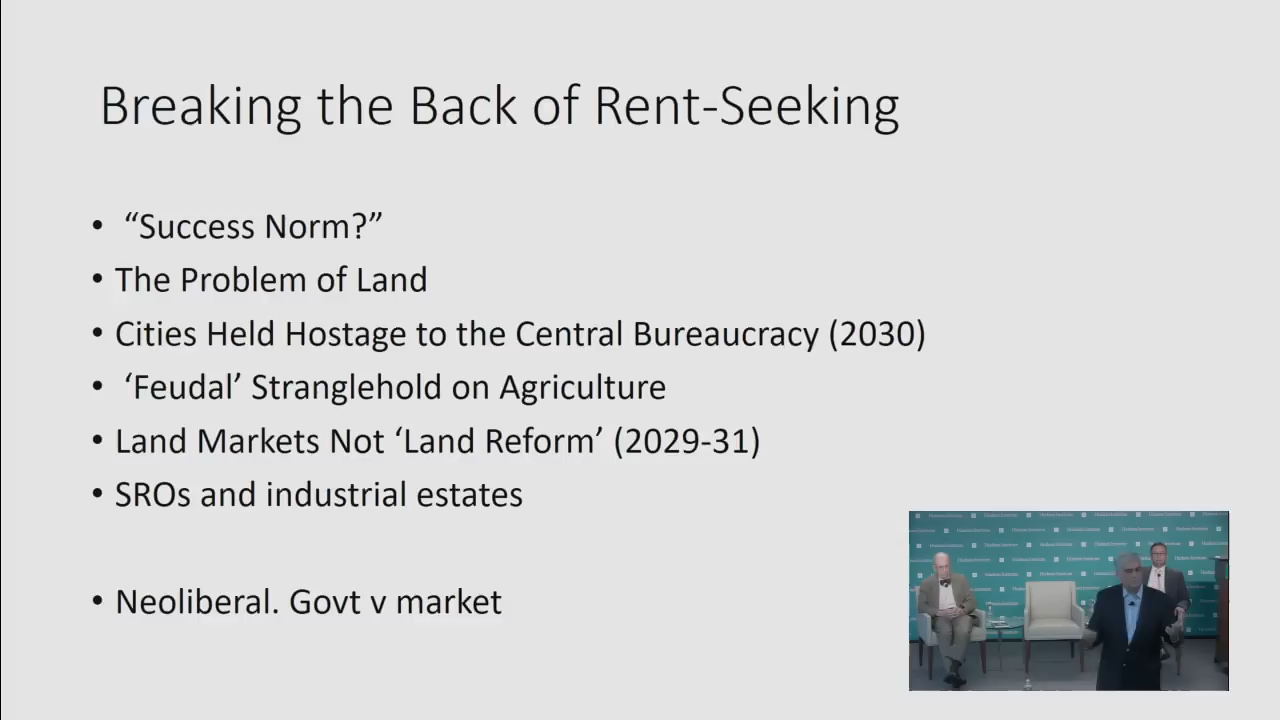 Breaking the Back of Rent-Seeking
• “Success Norm?”
• The Problem of Land
• Cities Held Hostage to the Central Bureaucracy (2030)
• ‘Feudal’ Stranglehold on Agriculture
• Land Markets Not ‘Land Reform’ (2029-31)
• SROs and industrial estates
• Neoliberal. Govt v market